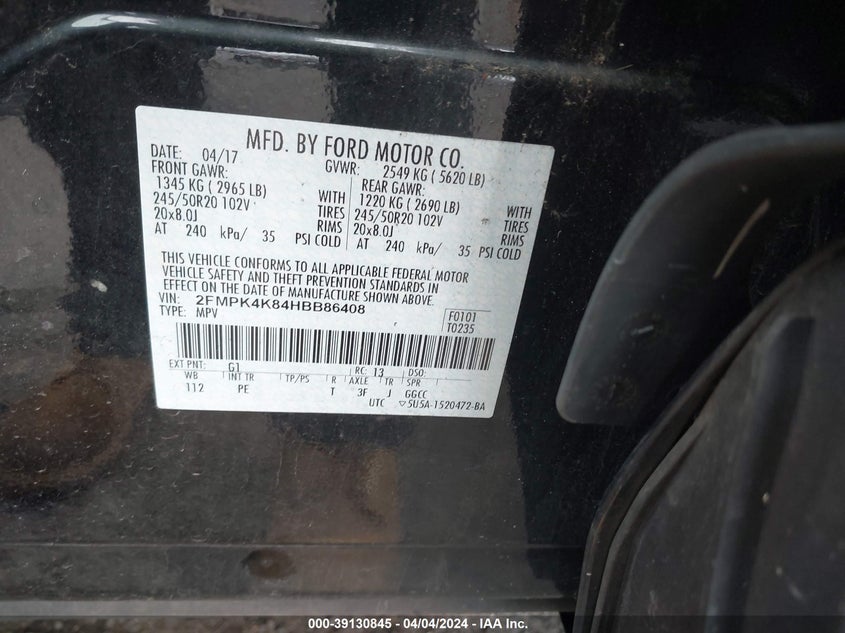 MFD. BY FORD MOTOR CO.
DATE: 04/17 GVWR: 2549 KG ( 5620 LB)
FRONT GAWR: REAR GAWR:
1345 KG ( 2965 LB) WITH 1220 KG ( 2690 LB) WITH
245/50R20 102V TIRES 245/50R20 102V TIRES
20x8.0J RIMS 20x8.0J RIMS
AT 240 kPa/ 35 PSI COLD AT 240 kPa/ 35 PSI COLD
THIS VEHICLE CONFORMS TO ALL APPLICABLE FEDERAL MOTOR
VEHICLE SAFETY AND THEFT PREVENTION STANDARDS IN
EFFECT ON THE DATE OF MANUFACTURE SHOWN ABOVE.
VIN: 2FMPK4K84HBB86408 F0101
TYPE: MPV T0235
EXT PNT: G1 RC: 13 DSO:
WB INT TR TP/PS R AXLE TR SPR
112 PE T 3F J GGCC
UTC ▽5U5A-1520472-BA
000-39130845 - 04/04/2024 - IAA Inc.